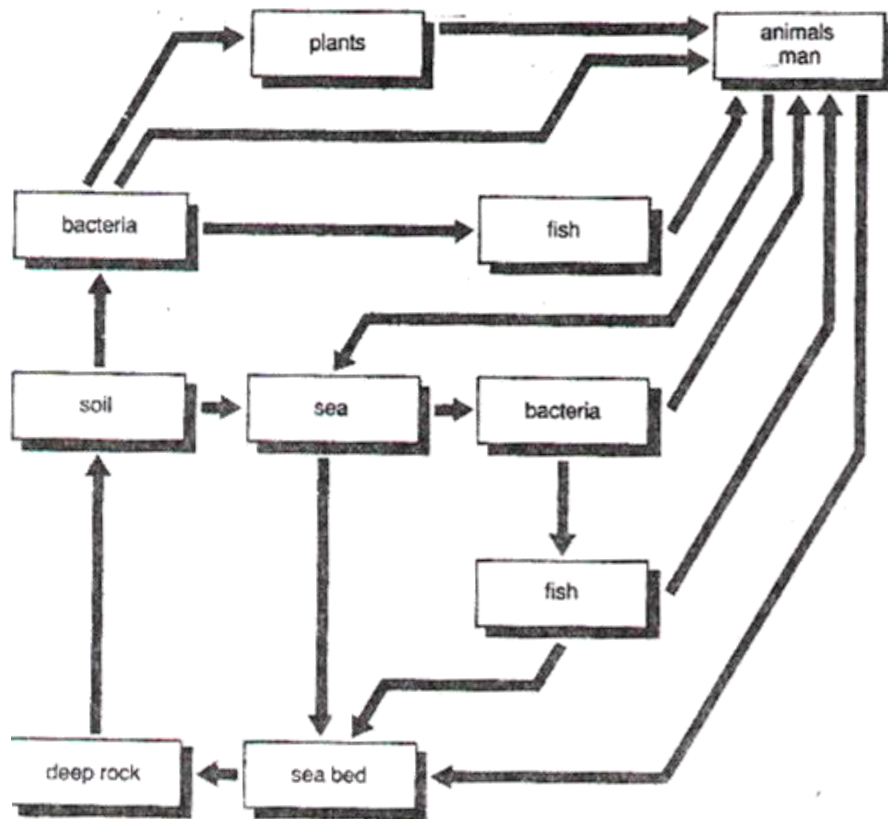 plants
animals
man
bacteria
fish
soil
sea
bacteria
fish
deep rock
sea bed